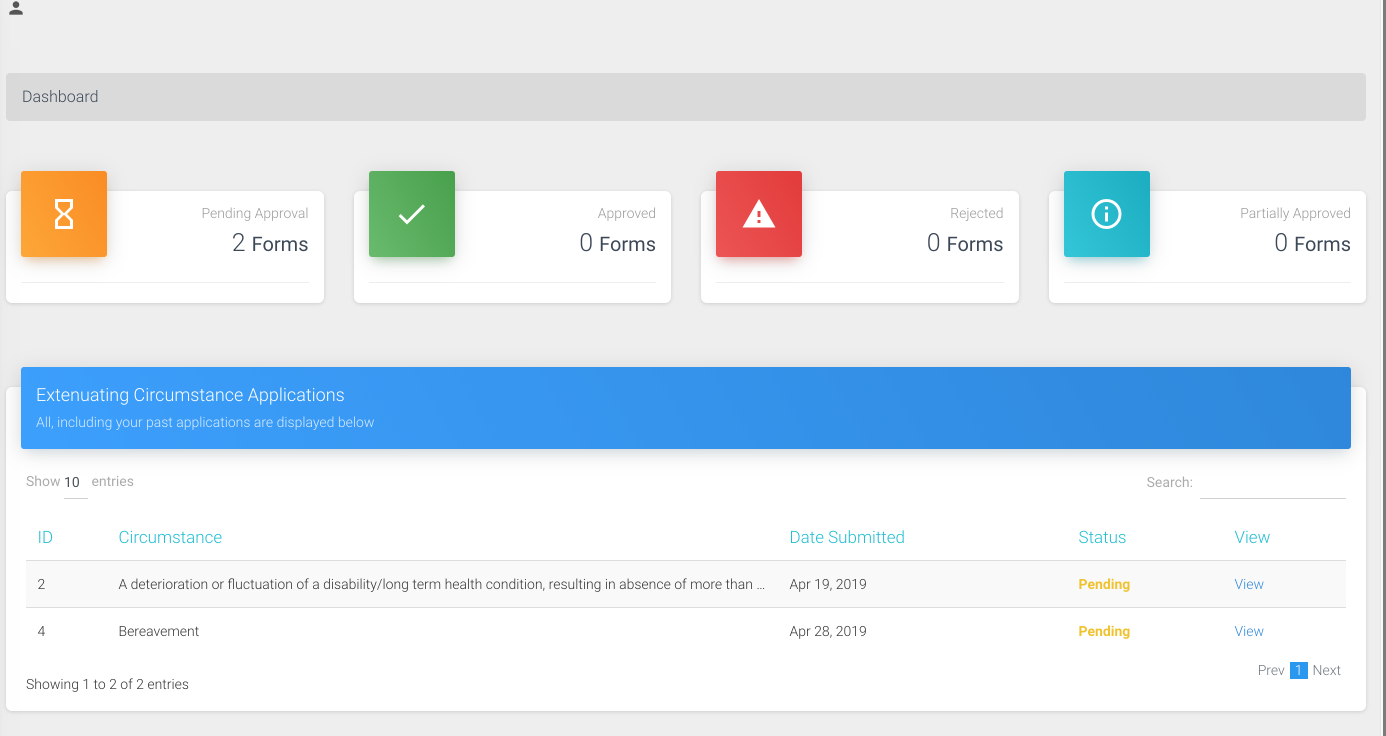 Dashboard
Pending Approval
2 Forms
Approved
0 Forms
Rejected
0 Forms
Partially Approved
0 Forms
Extenuating Circumstance Applications
All, including your past applications are displayed below
Show 10 entries
Search:
ID Circumstance Date Submitted Status View
2 A deterioration or fluctuation of a disability/long term health condition, resulting in absence of more than ... Apr 19, 2019 Pending View
4 Bereavement Apr 28, 2019 Pending View
Prev 1 Next
Showing 1 to 2 of 2 entries